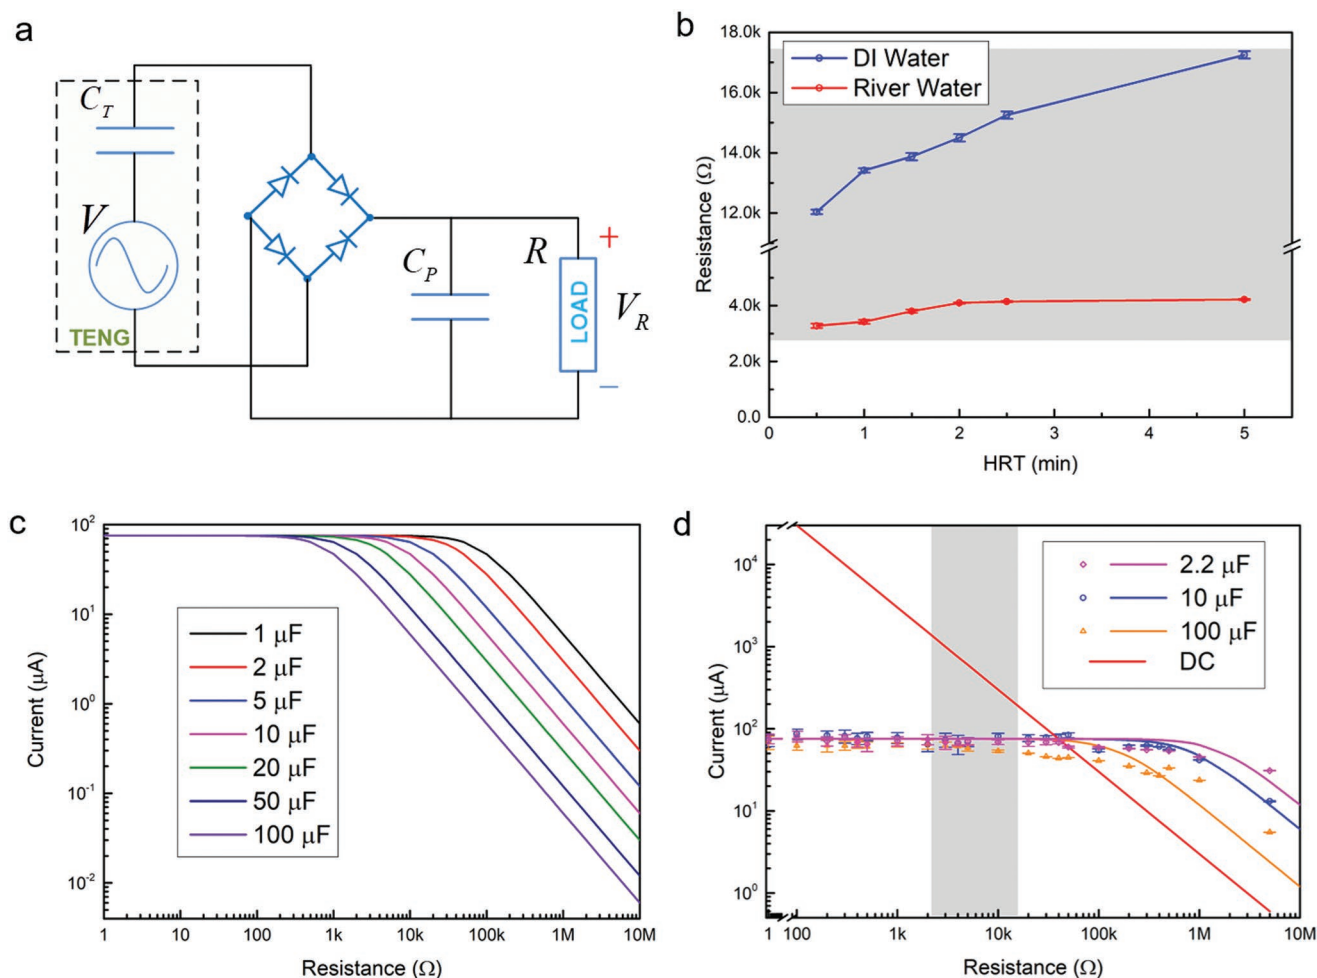 a
C_T
V
TENG
C_P
R
LOAD
+
V_R
−
b
DI Water
River Water
Resistance (Ω)
18.0k
16.0k
14.0k
12.0k
4.0k
2.0k
0.0
0 1 2 3 4 5
HRT (min)
c
Current (μA)
10^2
10^1
10^0
10^-1
10^-2
1 μF
2 μF
5 μF
10 μF
20 μF
50 μF
100 μF
1 10 100 1k 10k 100k 1M 10M
Resistance (Ω)
d
Current (μA)
10^4
10^3
10^2
10^1
10^0
2.2 μF
10 μF
100 μF
DC
1 100 1k 10k 100k 1M 10M
Resistance (Ω)